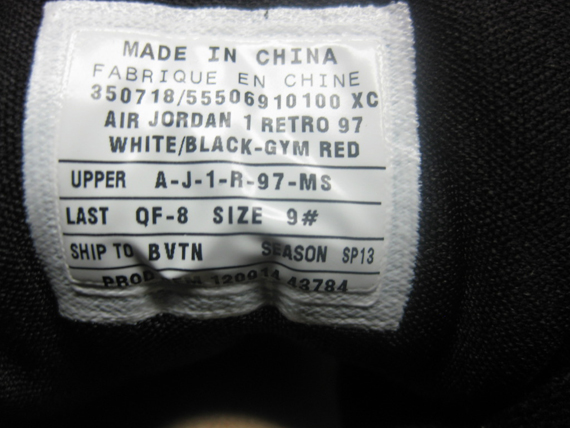 MADE IN CHINA
FABRIQUE EN CHINE
350718/55506910100 XC
AIR JORDAN 1 RETRO 97
WHITE/BLACK-GYM RED
UPPER A-J-1-R-97-MS
LAST QF-8 SIZE 9#
SHIP TO BVTN SEASON SP13
43784